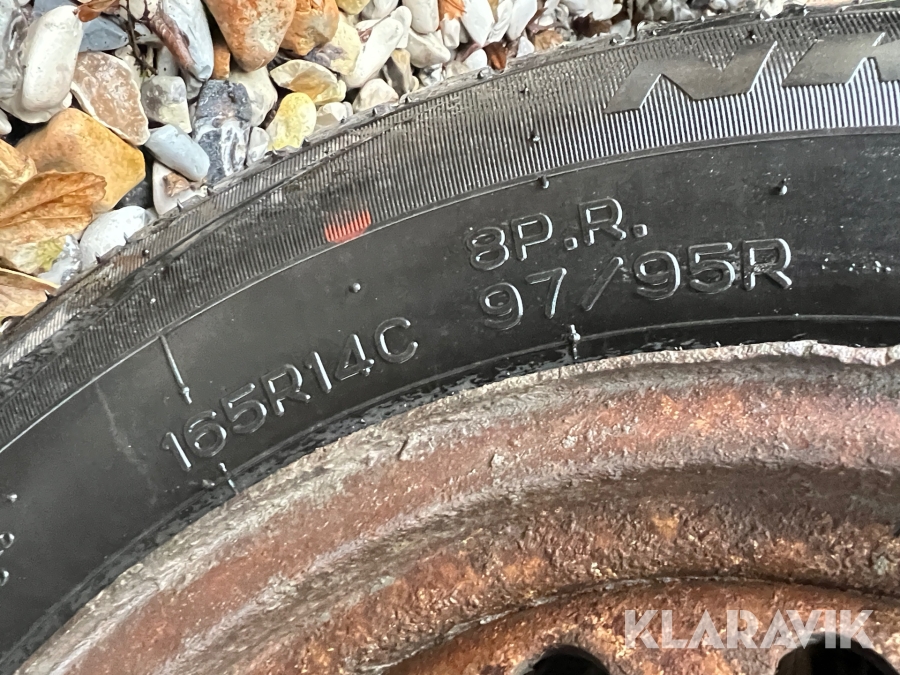 8P.R.
97/95R
165R14C
KLARAVIK